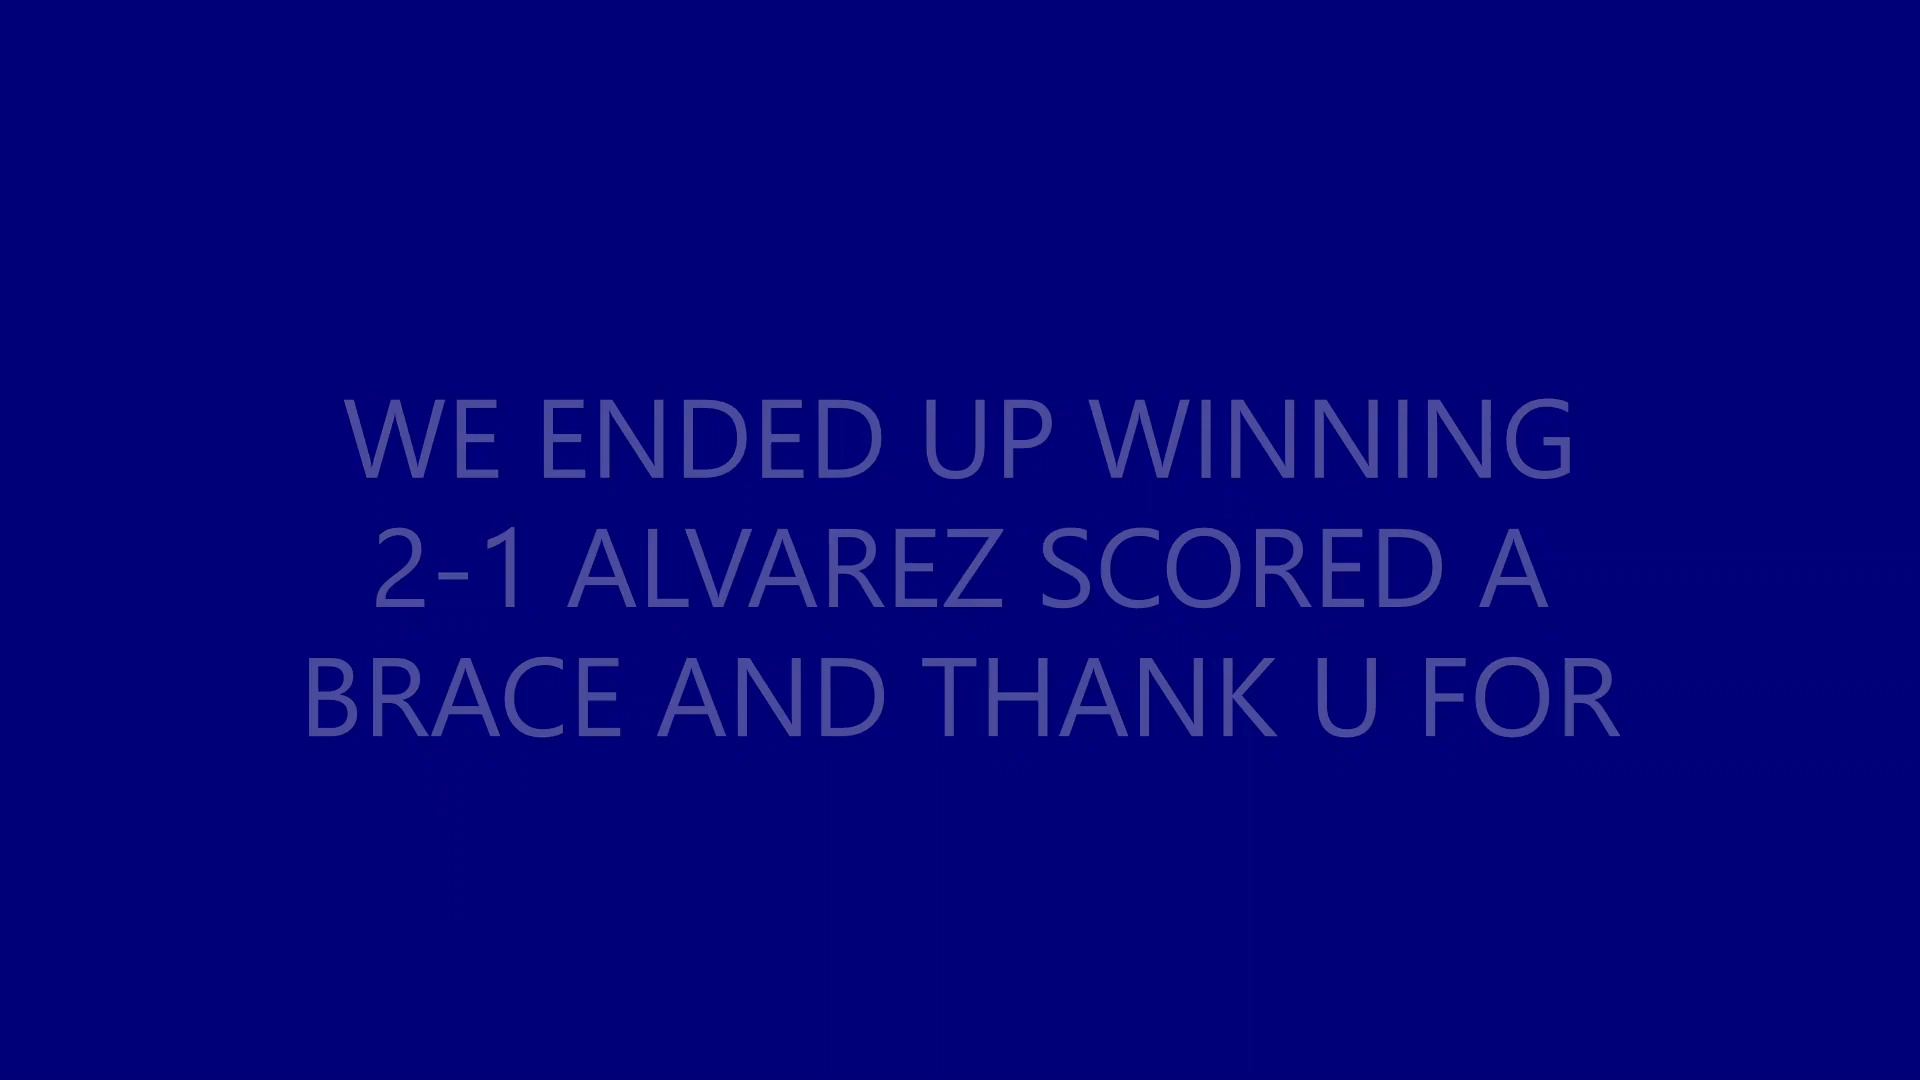 WE ENDED UP WINNING
2-1 ALVAREZ SCORED A
BRACE AND THANK U FOR